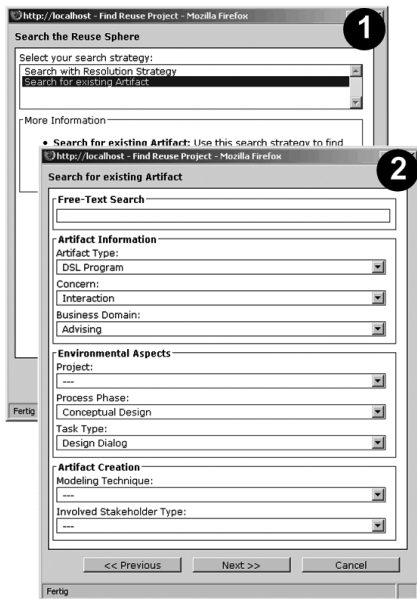 http://localhost - Find Reuse Project - Mozilla Firefox
1
Search the Reuse Sphere
Select your search strategy:
Search with Resolution Strategy
Search for existing Artifact
More Information
• Search for existing Artifact: Use this search strategy to find
Fertig
http://localhost - Find Reuse Project - Mozilla Firefox
2
Search for existing Artifact
Free-Text Search
Artifact Information
Artifact Type:
DSL Program
Concern:
Interaction
Business Domain:
Advising
Environmental Aspects
Project:
---
Process Phase:
Conceptual Design
Task Type:
Design Dialog
Artifact Creation
Modeling Technique:
---
Involved Stakeholder Type:
---
<< Previous
Next >>
Cancel
Fertig